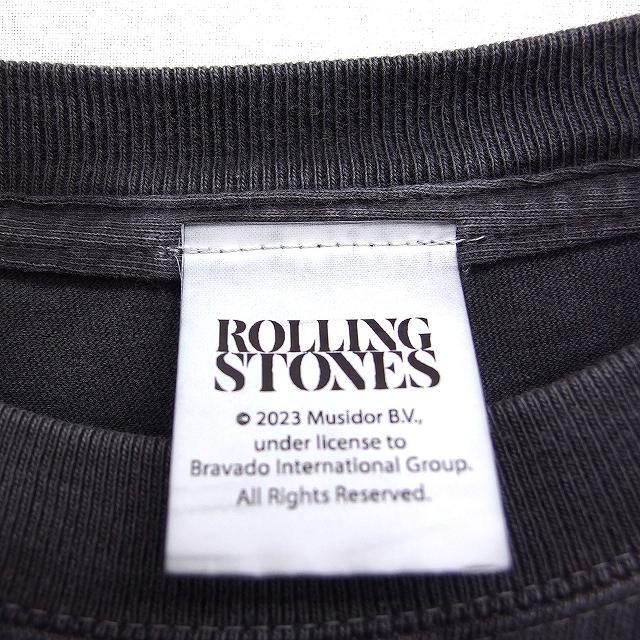 ROLLING
STONES
© 2023 Musidor B.V.,
under license to
Bravado International Group.
All Rights Reserved.